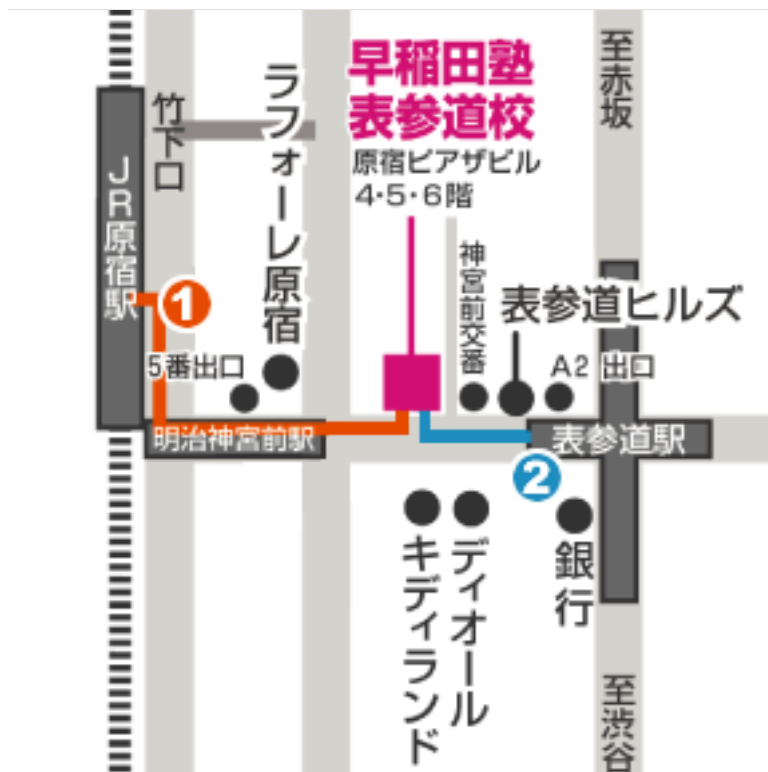 早稲田塾
表参道校
原宿ピアザビル
4・5・6階
至赤坂
竹下口
ラフォーレ原宿
JR原宿駅
1
神宮前交番
表参道ヒルズ
5番出口
A2 出口
明治神宮前駅
表参道駅
2
キディランド
ディオール
銀行
至渋谷